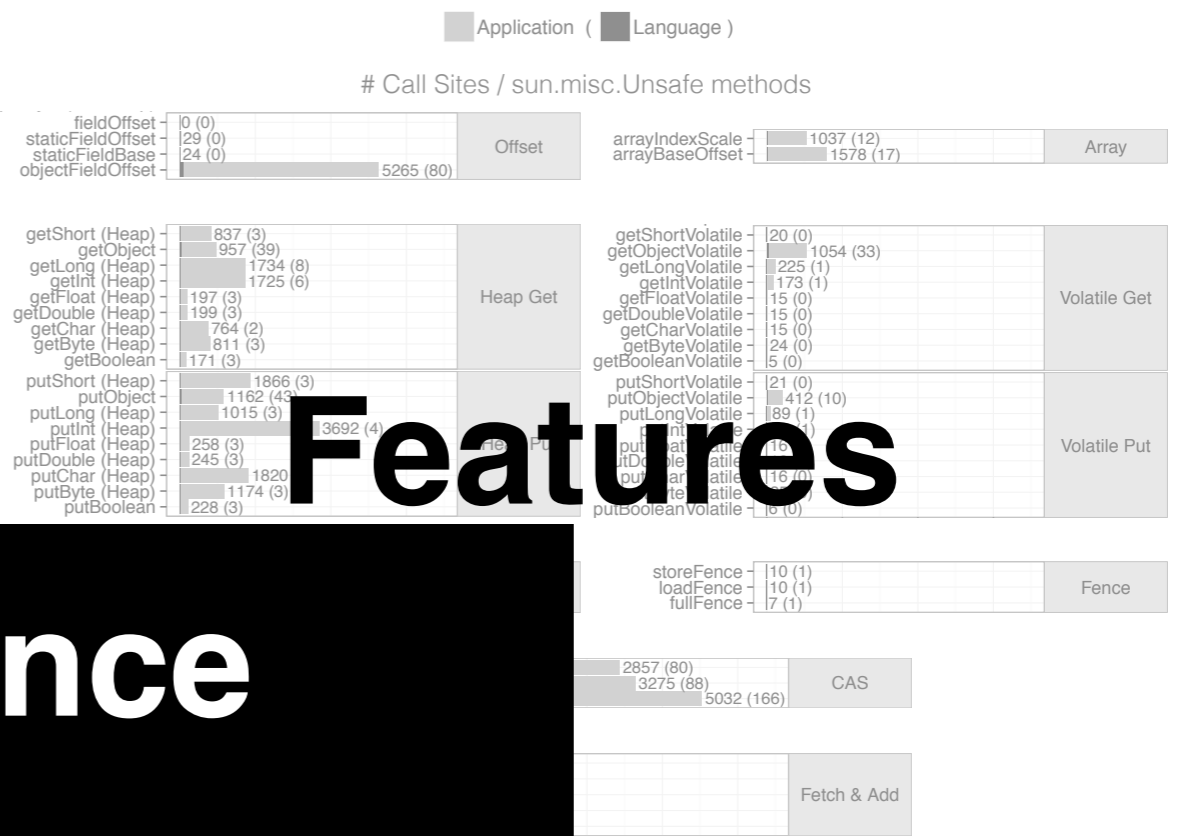 Application ( Language )
# Call Sites / sun.misc.Unsafe methods
fieldOffset 0 (0)
staticFieldOffset 29 (0)
staticFieldBase 24 (0)
objectFieldOffset 5265 (80)
Offset
arrayIndexScale 1037 (12)
arrayBaseOffset 1578 (17)
Array
getShort (Heap) 837 (3)
getObject 957 (39)
getLong (Heap) 1734 (8)
getInt (Heap) 1725 (6)
getFloat (Heap) 197 (3)
getDouble (Heap) 199 (3)
getChar (Heap) 764 (2)
getByte (Heap) 811 (3)
getBoolean 171 (3)
Heap Get
getShortVolatile 20 (0)
getObjectVolatile 1054 (33)
getLongVolatile 225 (1)
getIntVolatile 173 (1)
getFloatVolatile 15 (0)
getDoubleVolatile 15 (0)
getCharVolatile 15 (0)
getByteVolatile 24 (0)
getBooleanVolatile 5 (0)
Volatile Get
putShort (Heap) 1866 (3)
putObject 1162 (43)
putLong (Heap) 1015 (3)
putInt (Heap) 3692 (4)
putFloat (Heap) 258 (3)
putDouble (Heap) 245 (3)
putChar (Heap) 1820
putByte (Heap) 1174 (3)
putBoolean 228 (3)
putShortVolatile 21 (0)
putObjectVolatile 412 (10)
putLongVolatile 89 (1)
putBooleanVolatile 6 (0)
Volatile Put
Features
storeFence 10 (1)
loadFence 10 (1)
fullFence 7 (1)
Fence
nce
2857 (80)
3275 (88)
5032 (166)
CAS
Fetch & Add